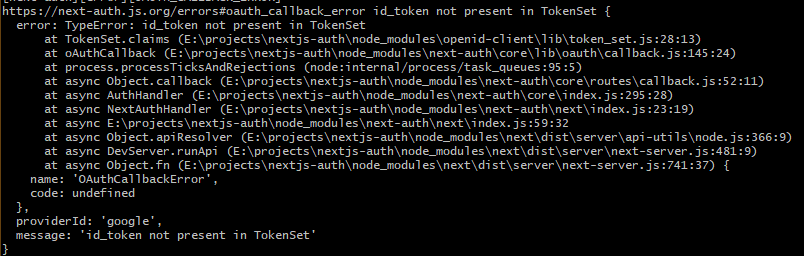 https://next-auth.js.org/errors#oauth_callback_error id_token not present in TokenSet {
  error: TypeError: id_token not present in TokenSet
      at TokenSet.claims (E:\projects\nextjs-auth\node_modules\openid-client\lib\token_set.js:28:13)
      at oAuthCallback (E:\projects\nextjs-auth\node_modules\next-auth\core\lib\oauth\callback.js:145:24)
      at process.processTicksAndRejections (node:internal/process/task_queues:95:5)
      at async Object.callback (E:\projects\nextjs-auth\node_modules\next-auth\core\routes\callback.js:52:11)
      at async AuthHandler (E:\projects\nextjs-auth\node_modules\next-auth\core\index.js:295:28)
      at async NextAuthHandler (E:\projects\nextjs-auth\node_modules\next-auth\next\index.js:23:19)
      at async E:\projects\nextjs-auth\node_modules\next-auth\next\index.js:59:32
      at async Object.apiResolver (E:\projects\nextjs-auth\node_modules\next\dist\server\api-utils\node.js:366:9)
      at async DevServer.runApi (E:\projects\nextjs-auth\node_modules\next\dist\server\next-server.js:481:9)
      at async Object.fn (E:\projects\nextjs-auth\node_modules\next\dist\server\next-server.js:741:37) {
    name: 'OAuthCallbackError',
    code: undefined
  },
  providerId: 'google',
  message: 'id_token not present in TokenSet'
}